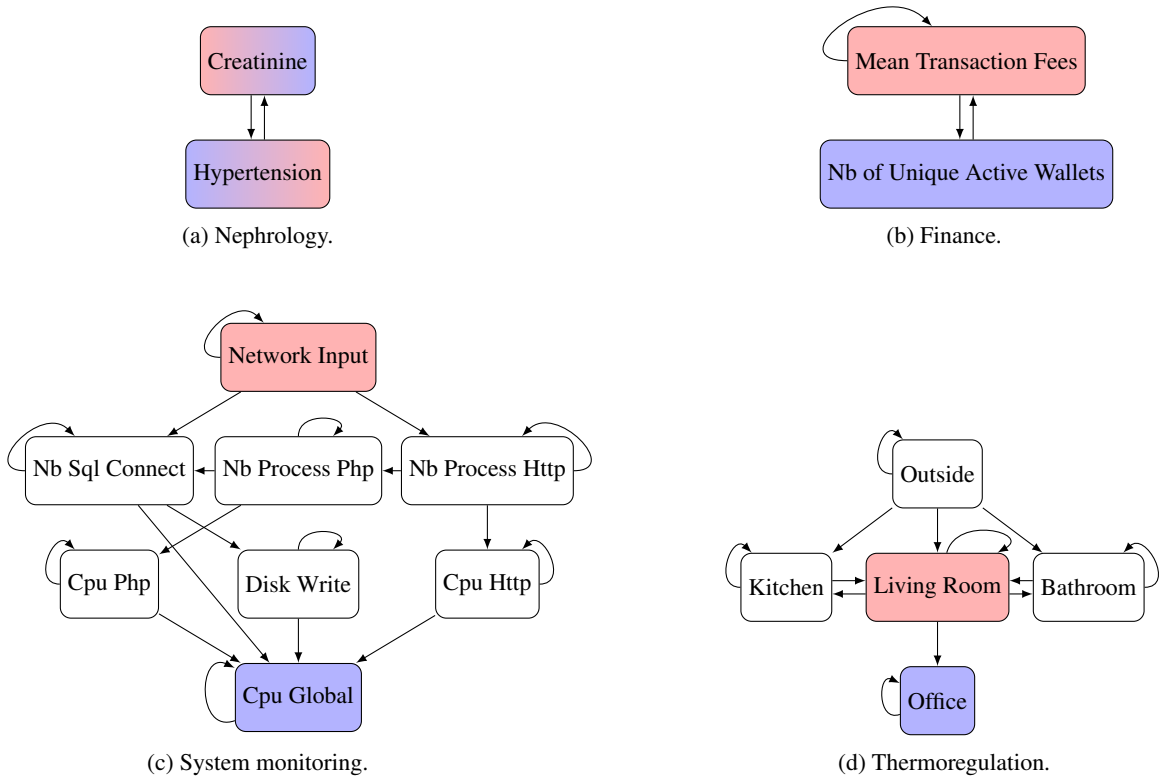 Creatinine
Hypertension
(a) Nephrology.
Mean Transaction Fees
Nb of Unique Active Wallets
(b) Finance.
Network Input
Nb Sql Connect
Nb Process Php
Nb Process Http
Cpu Php
Disk Write
Cpu Http
Cpu Global
(c) System monitoring.
Outside
Kitchen
Living Room
Bathroom
Office
(d) Thermoregulation.